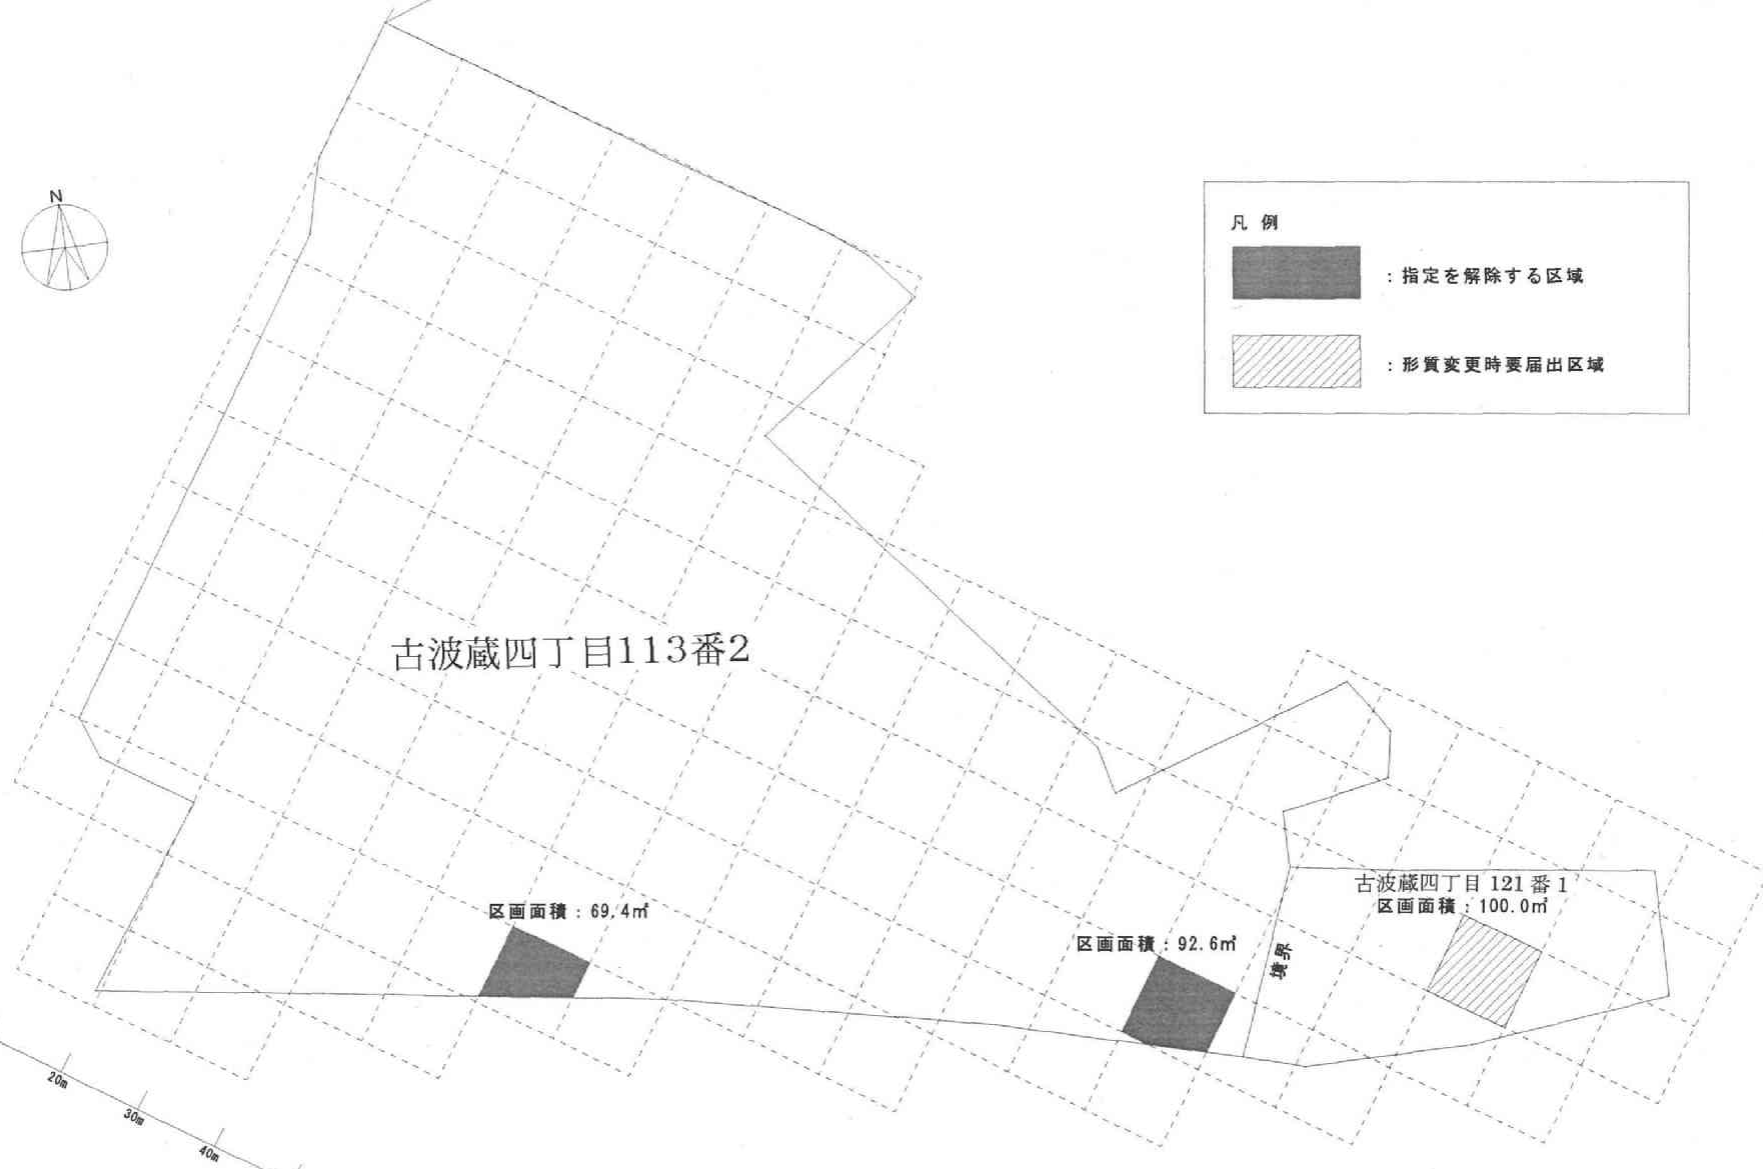 N
凡 例
：指定を解除する区域
：形質変更時要届出区域
古波蔵四丁目113番2
区画面積：69.4㎡
区画面積：92.6㎡
境界
古波蔵四丁目 121 番 1
区画面積：100.0㎡
20m
30m
40m